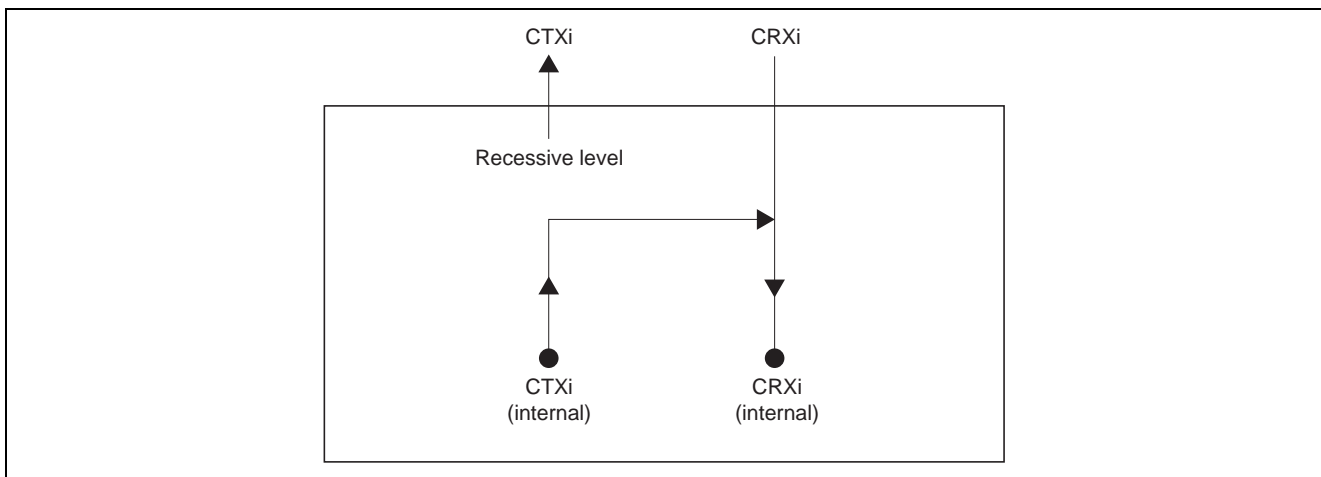 CTXi
CRXi
Recessive level
CTXi
(internal)
CRXi
(internal)